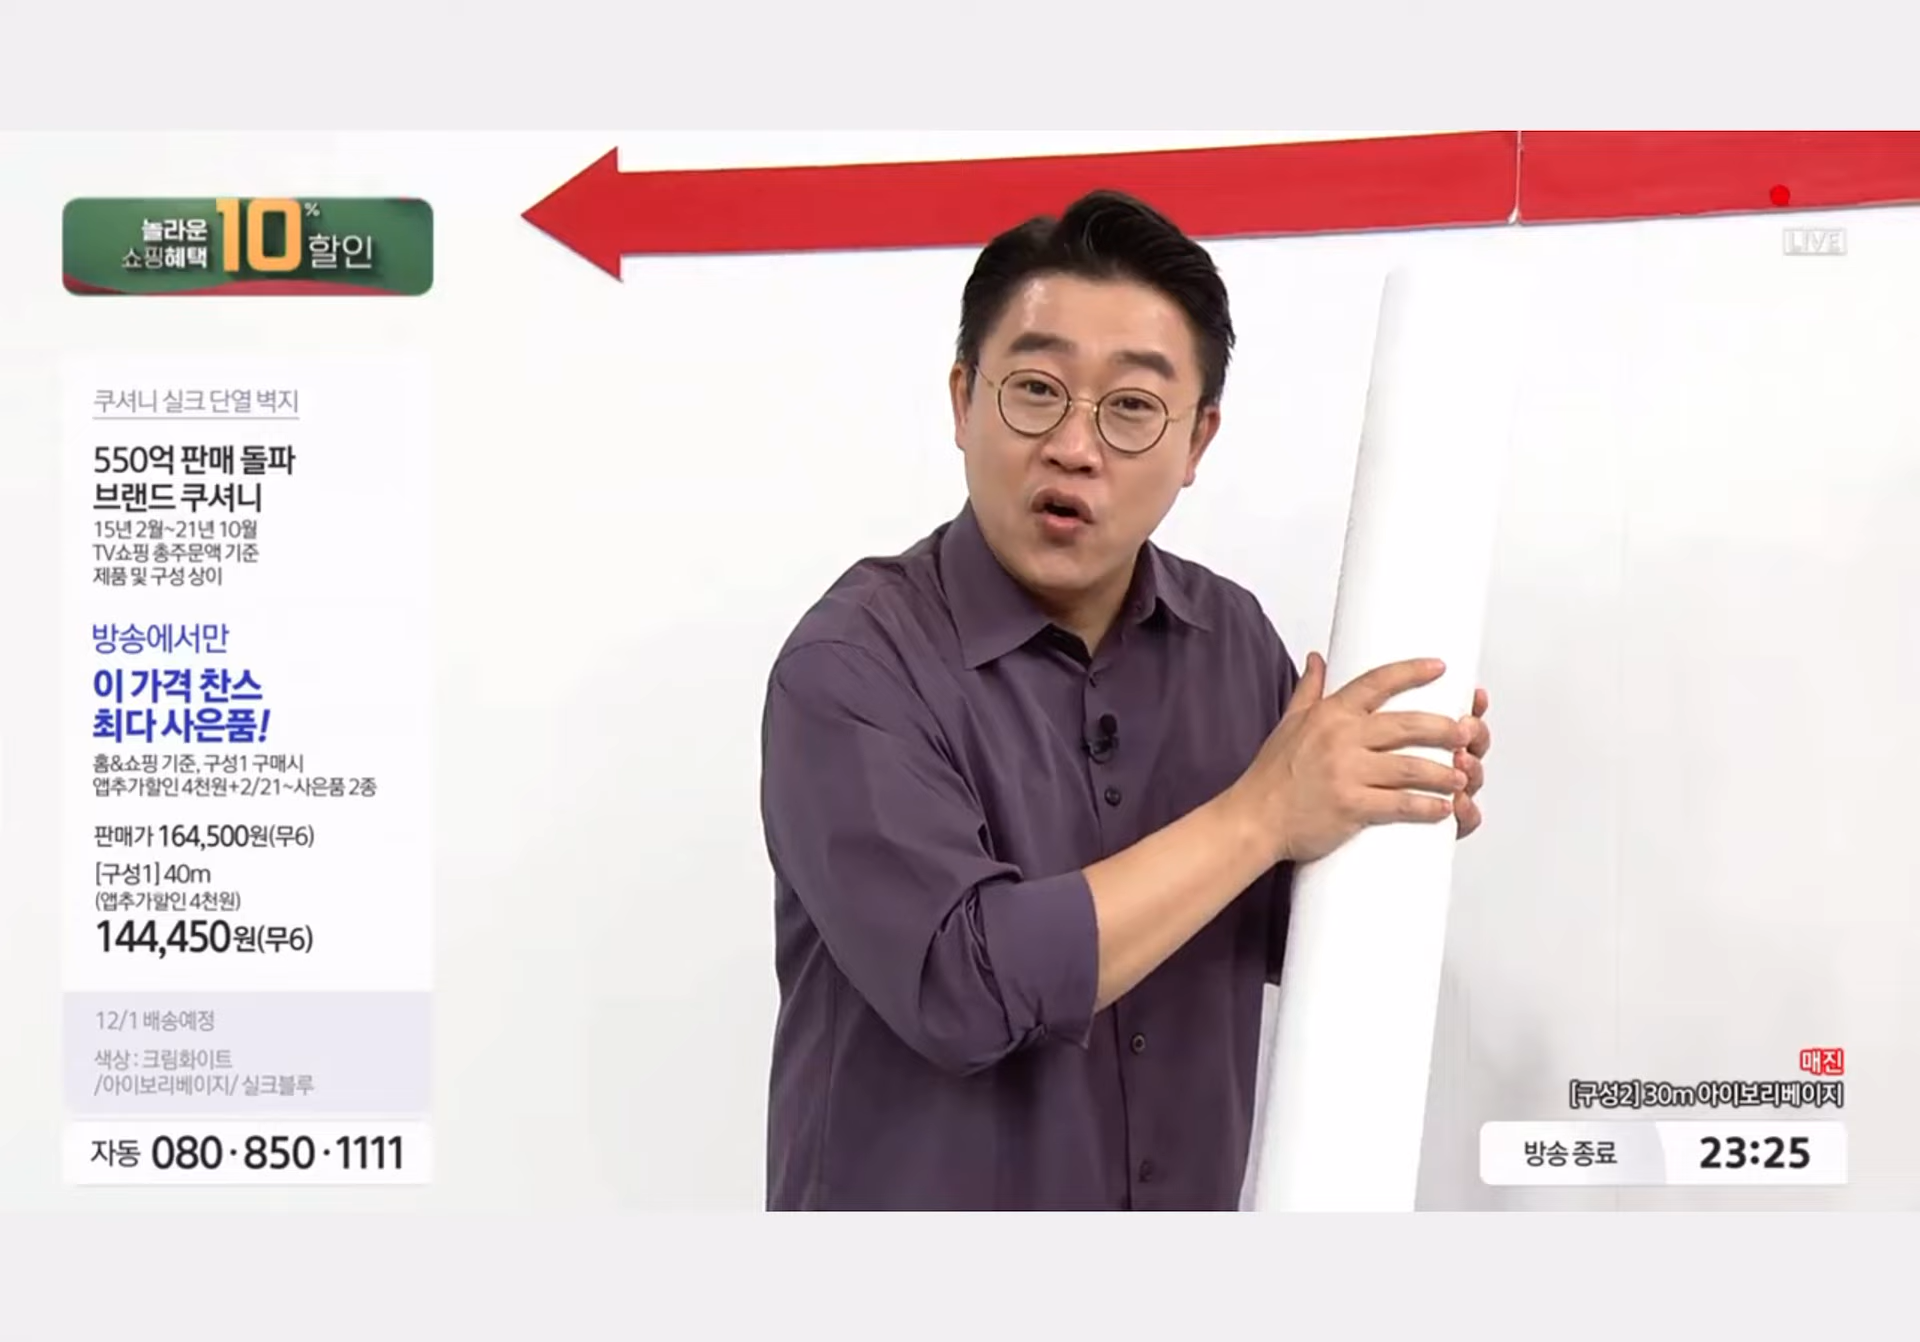 놀라운
쇼핑혜택 10% 할인
LIVE
쿠셔니 실크 단열 벽지
550억 판매 돌파
브랜드 쿠셔니
15년 2월~21년 10월
TV쇼핑 총주문액 기준
제품 및 구성 상이
방송에서만
이 가격 찬스
최다 사은품!
홈&쇼핑 기준, 구성1 구매시
앱추가할인 4천원+2/21~사은품 2종
판매가 164,500원(무6)
[구성1] 40m
(앱추가할인 4천원)
144,450원(무6)
12/1 배송예정
색상 : 크림화이트
/아이보리베이지/ 실크블루
자동 080·850·1111
매진
[구성2] 30m 아이보리베이지
방송 종료 23:25